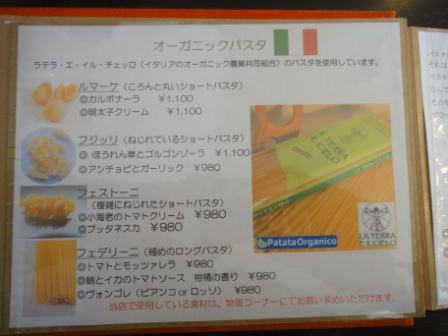 オーガニックパスタ
ラテラ・エ・イル・チェッロ（イタリアのオーガニック農業共同組合）のパスタを使用しています。
ルマーケ（ころんと丸いショートパスタ）
◎カルボナーラ ￥1,100
◎明太子クリーム ￥1,100
フジッリ（ねじれているショートパスタ）
◎ ほうれん草とゴルゴンゾーラ ￥1,100
◎アンチョビとガーリック ￥980
フェストーニ
（複雑にねじれたショートパスタ）
◎小海老のトマトクリーム ￥980
◎プッタネスカ ￥980
フェデリーニ（細めのロングパスタ）
◎トマトとモッツァレラ ￥980
◎蛸とイカのトマトソース 柑橘の香り ￥980
◎ヴォンゴレ（ビアンコ or ロッソ） ￥980
当店で使用している食材は、物販コーナーにてお買い求めいただけます。
LA TERRA
E IL CIELO
PatataOrganico
LA TERRA
E IL CIELO